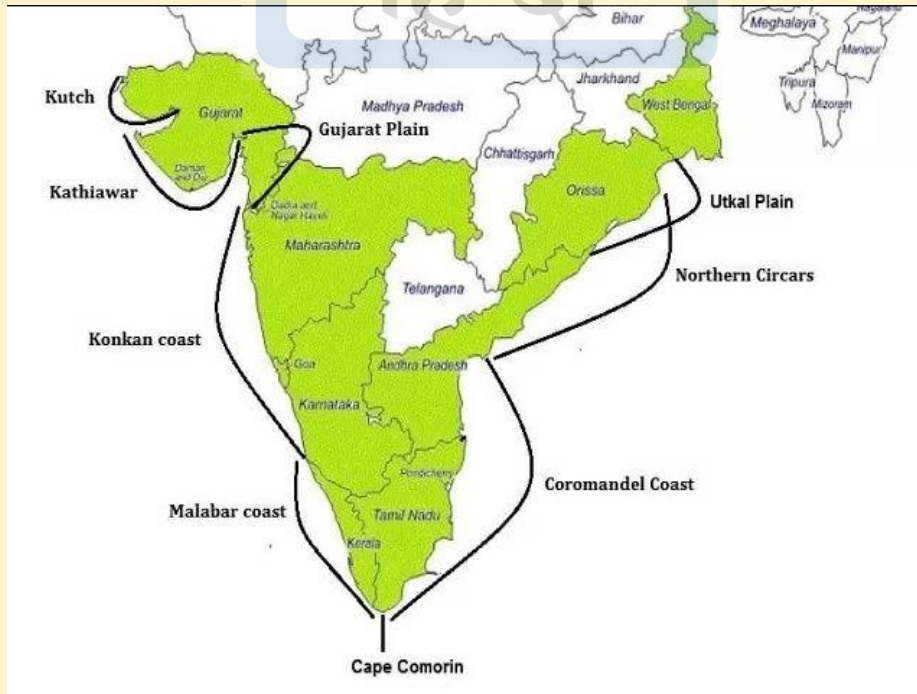 Bihar
Meghalaya
Nagaland
Manipur
Jharkhand
Tripura
Mizoram
West Bengal
Kutch
Gujarat
Madhya Pradesh
Gujarat Plain
Chhattisgarh
Daman
and Diu
Kathiawar
Orissa
Utkal Plain
Dadra and
Nagar Haveli
Maharashtra
Northern Circars
Telangana
Konkan coast
Goa
Andhra Pradesh
Karnataka
Pondicherry
Coromandel Coast
Malabar coast
Tamil Nadu
Kerala
Cape Comorin